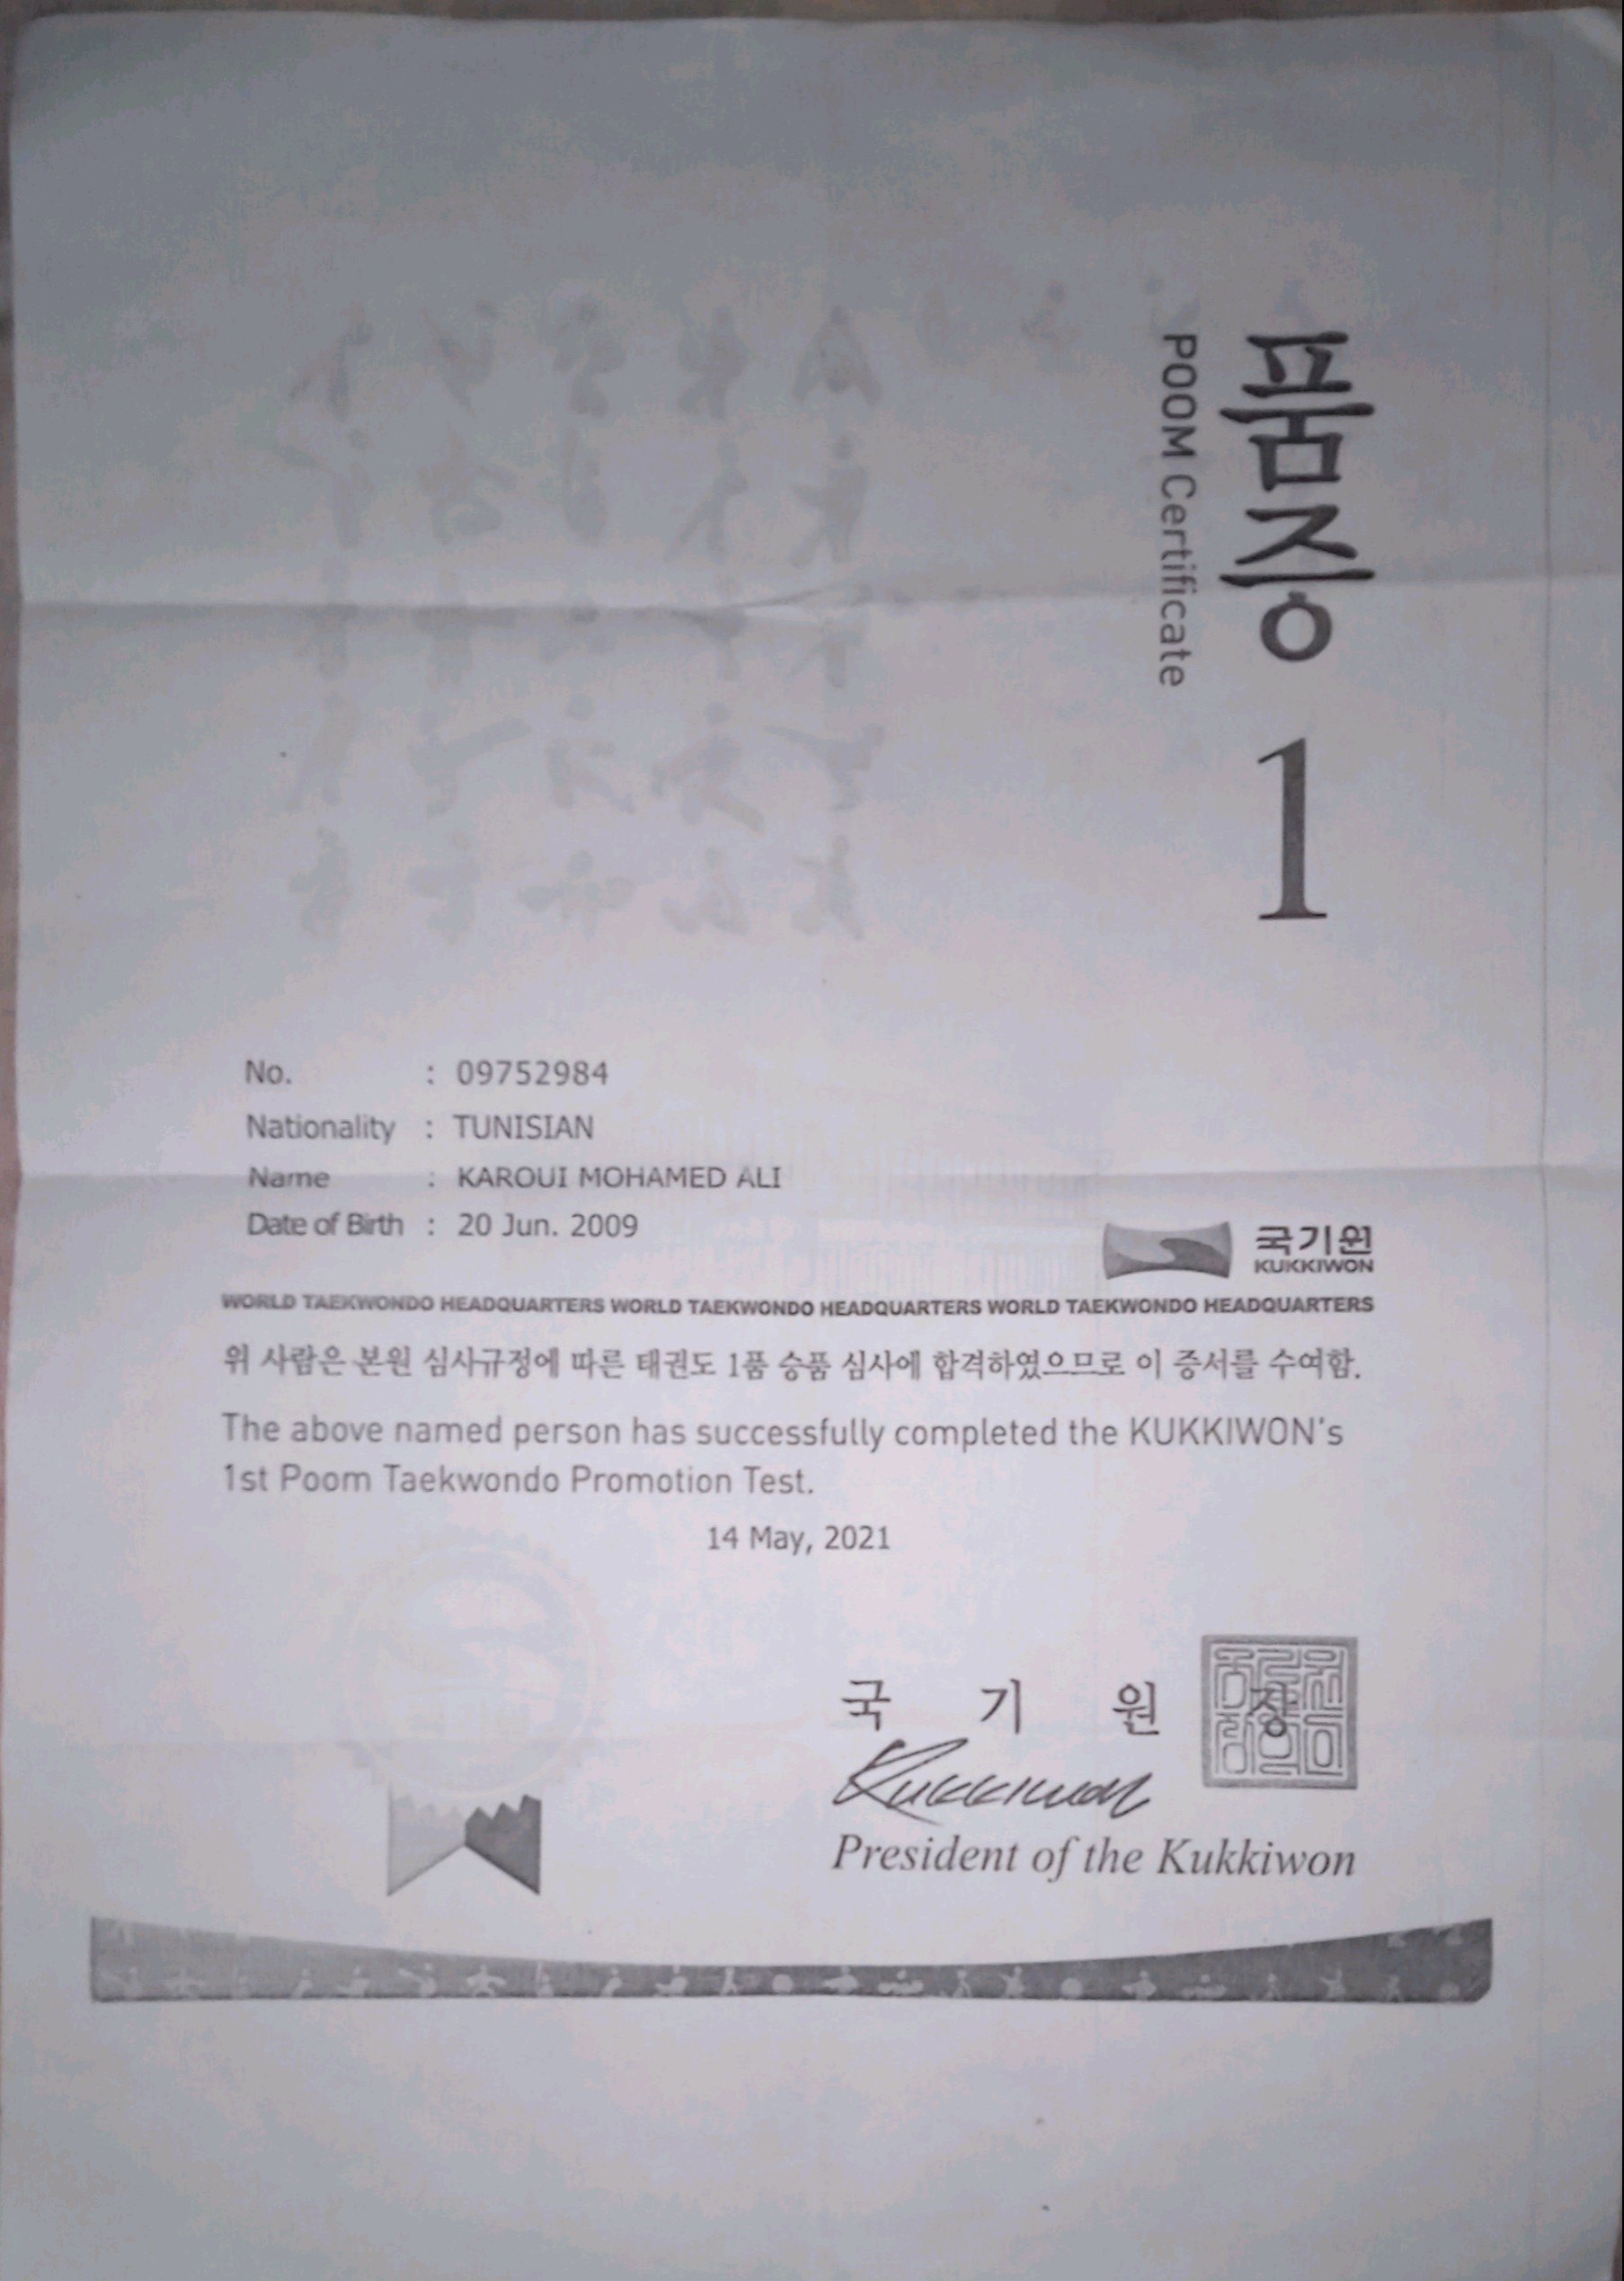 품증
POOM Certificate
1
No. : 09752984
Nationality : TUNISIAN
Name : KAROUI MOHAMED ALI
Date of Birth : 20 Jun. 2009
국기원
KUKKIWON
WORLD TAEKWONDO HEADQUARTERS WORLD TAEKWONDO HEADQUARTERS WORLD TAEKWONDO HEADQUARTERS
위 사람은 본원 심사규정에 따른 태권도 1품 승품 심사에 합격하였으므로 이 증서를 수여함.
The above named person has successfully completed the KUKKIWON's
1st Poom Taekwondo Promotion Test.
14 May, 2021
국 기 원 장
Kukkiwon
President of the Kukkiwon